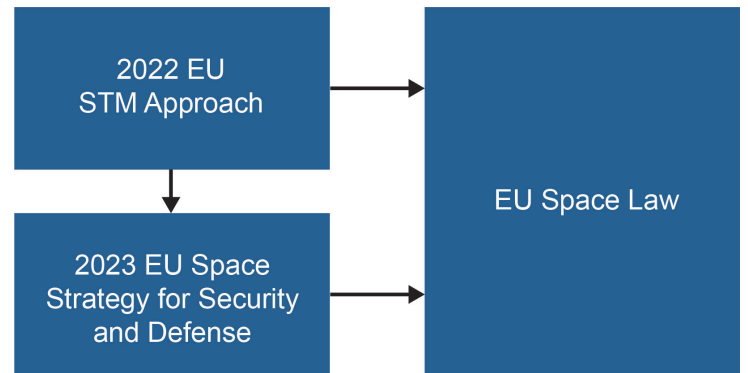 2022 EU
STM Approach
EU Space Law
2023 EU Space
Strategy for Security
and Defense